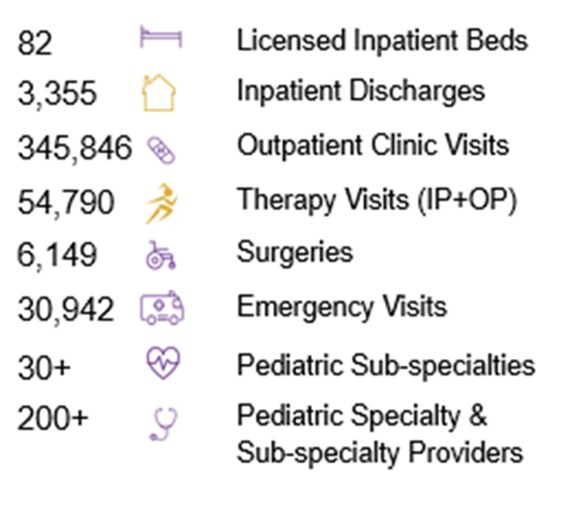 82 Licensed Inpatient Beds
3,355 Inpatient Discharges
345,846 Outpatient Clinic Visits
54,790 Therapy Visits (IP+OP)
6,149 Surgeries
30,942 Emergency Visits
30+ Pediatric Sub-specialties
200+ Pediatric Specialty &
Sub-specialty Providers